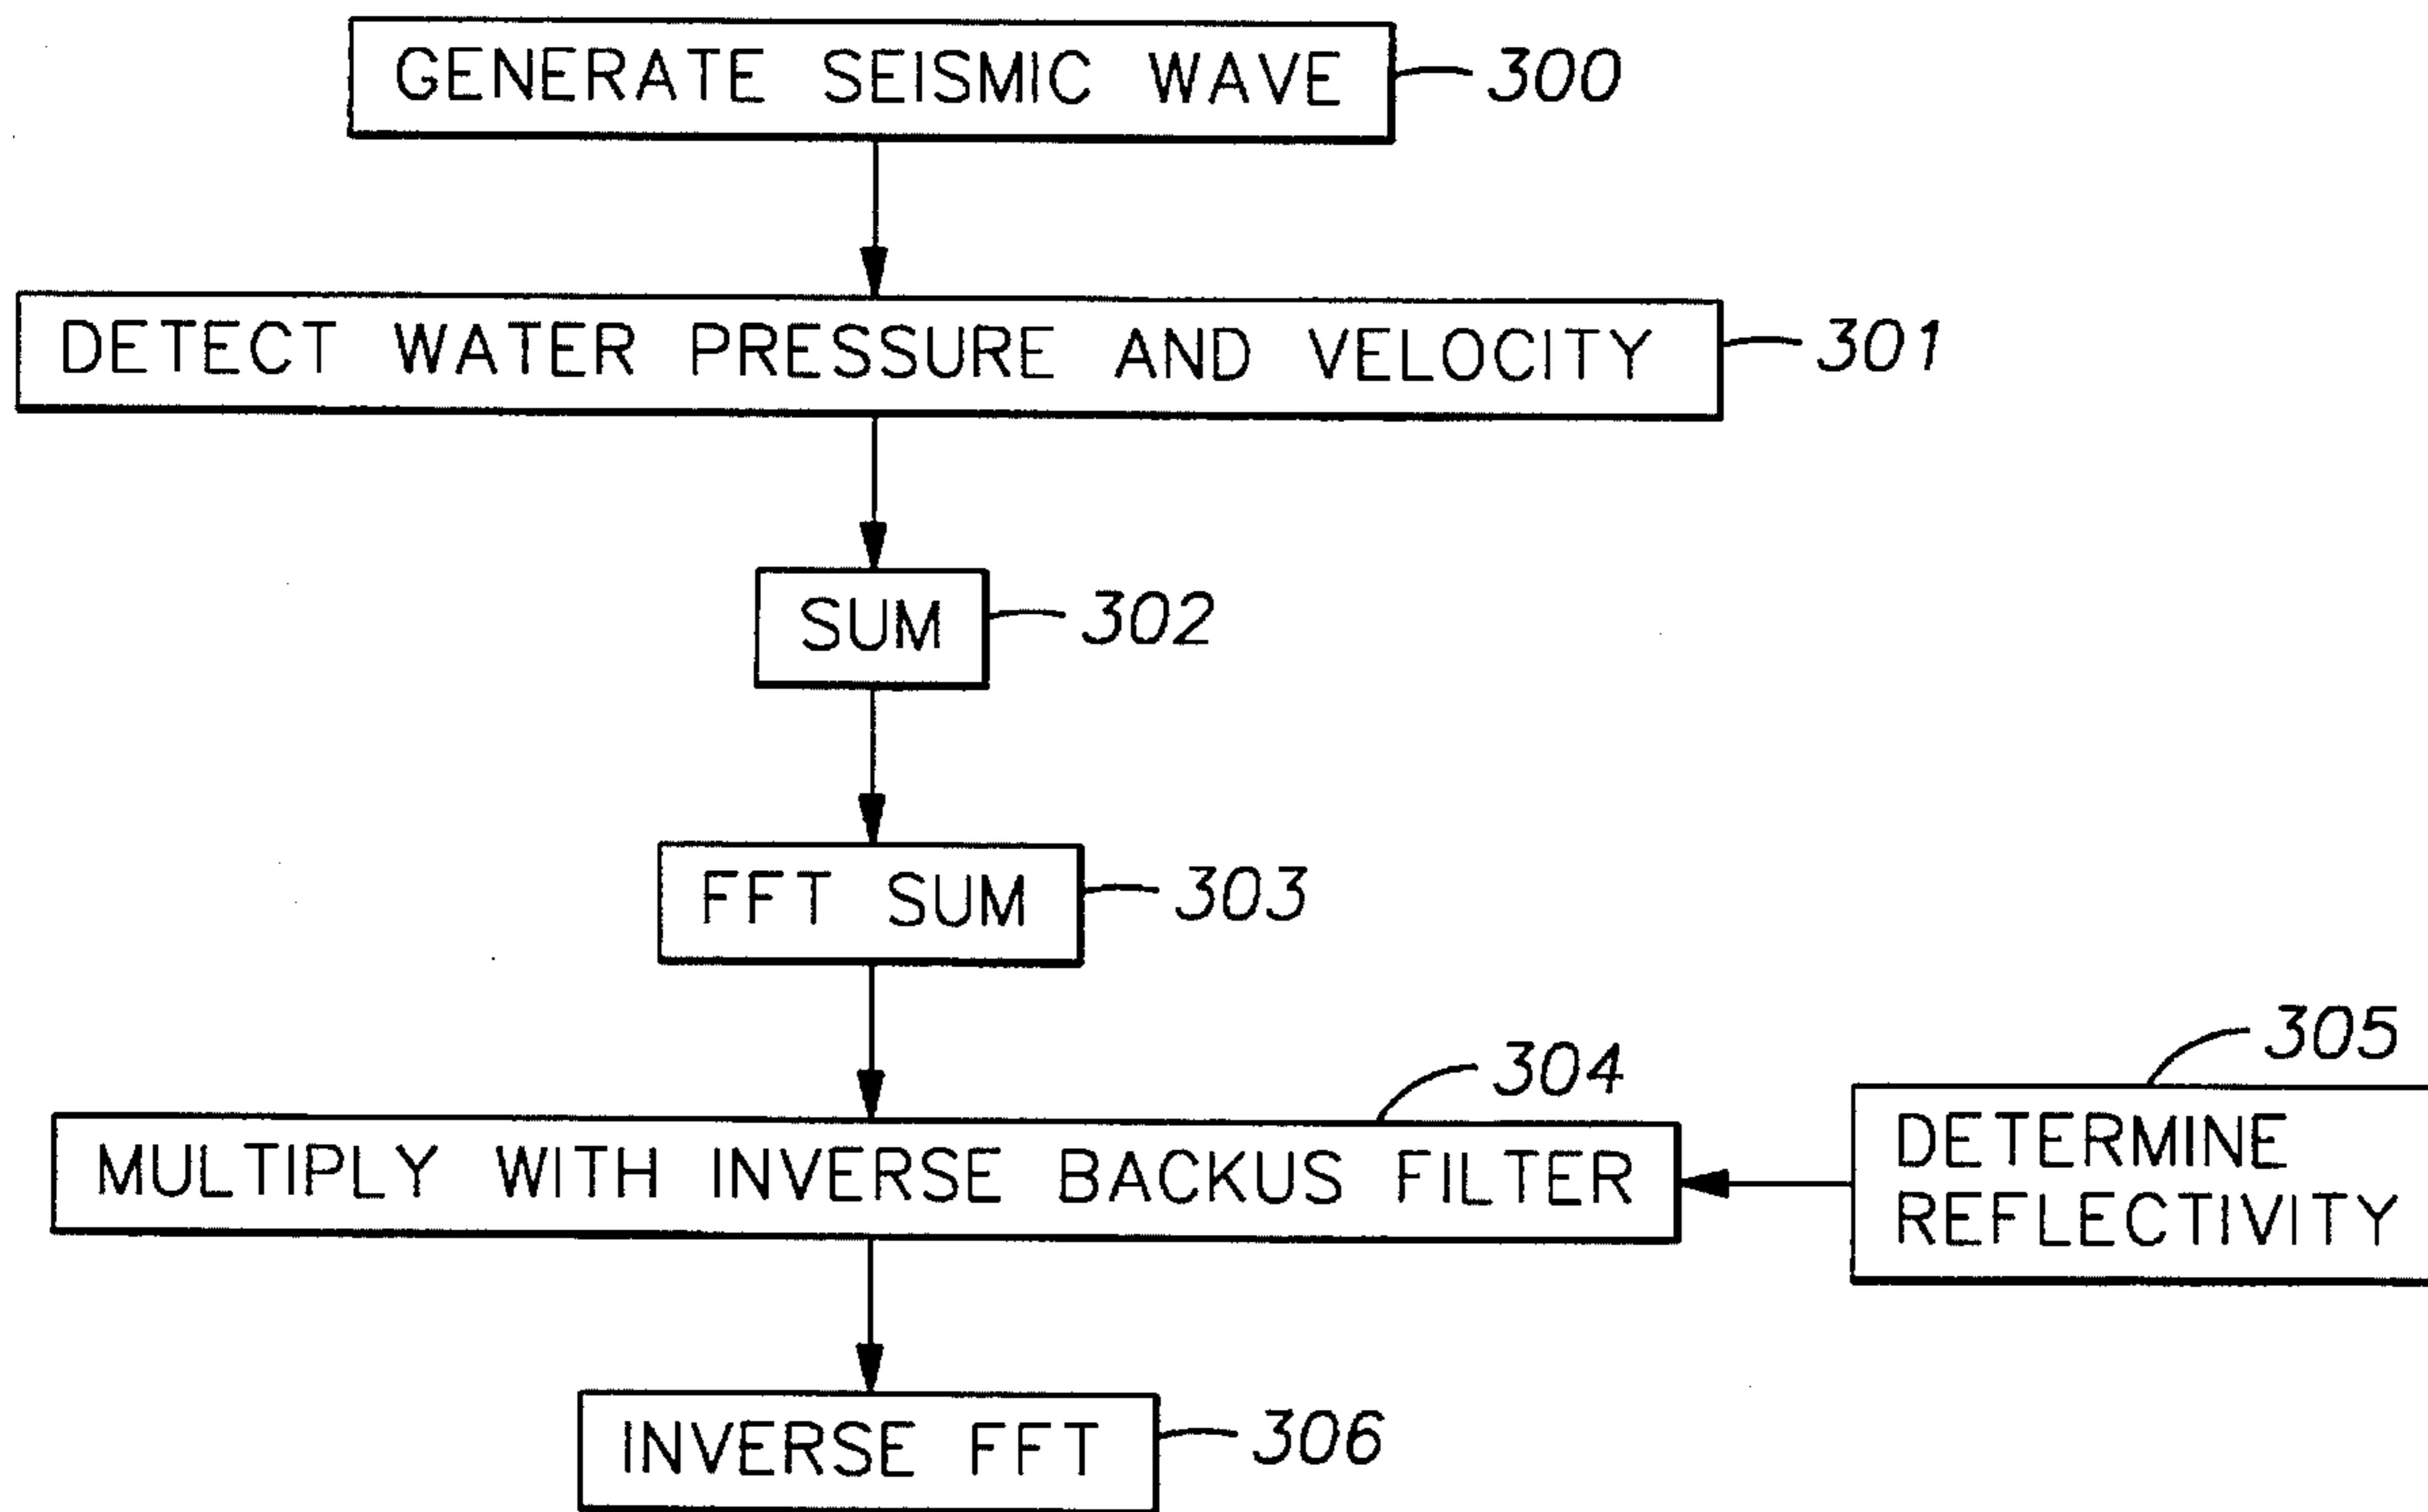 GENERATE SEISMIC WAVE 300
DETECT WATER PRESSURE AND VELOCITY 301
SUM 302
FFT SUM 303
304
305
MULTIPLY WITH INVERSE BACKUS FILTER
DETERMINE
REFLECTIVITY
INVERSE FFT 306